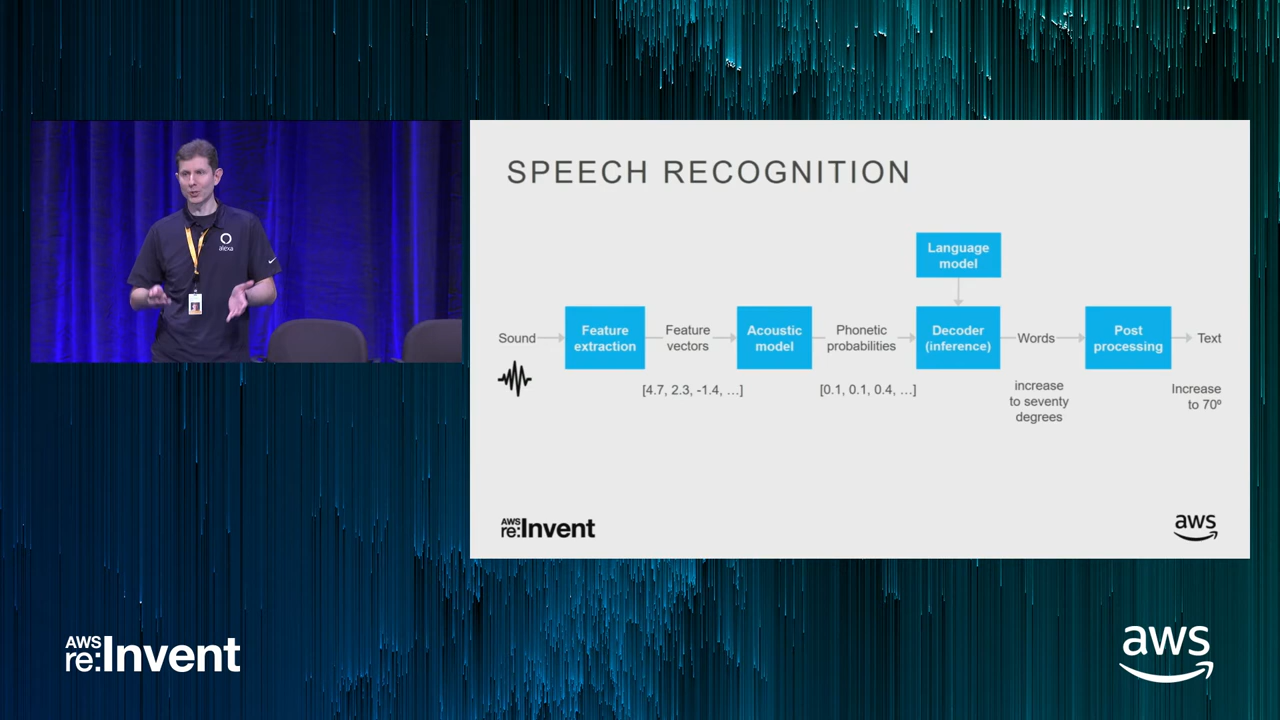 alexa
SPEECH RECOGNITION
Language
model
Sound
Feature
extraction
Feature
vectors
Acoustic
model
Phonetic
probabilities
Decoder
(inference)
Words
Post
processing
Text
[4.7, 2.3, -1.4, …]
[0.1, 0.1, 0.4, …]
increase
to seventy
degrees
Increase
to 70º
AWS
re:Invent
aws
AWS
re:Invent
aws